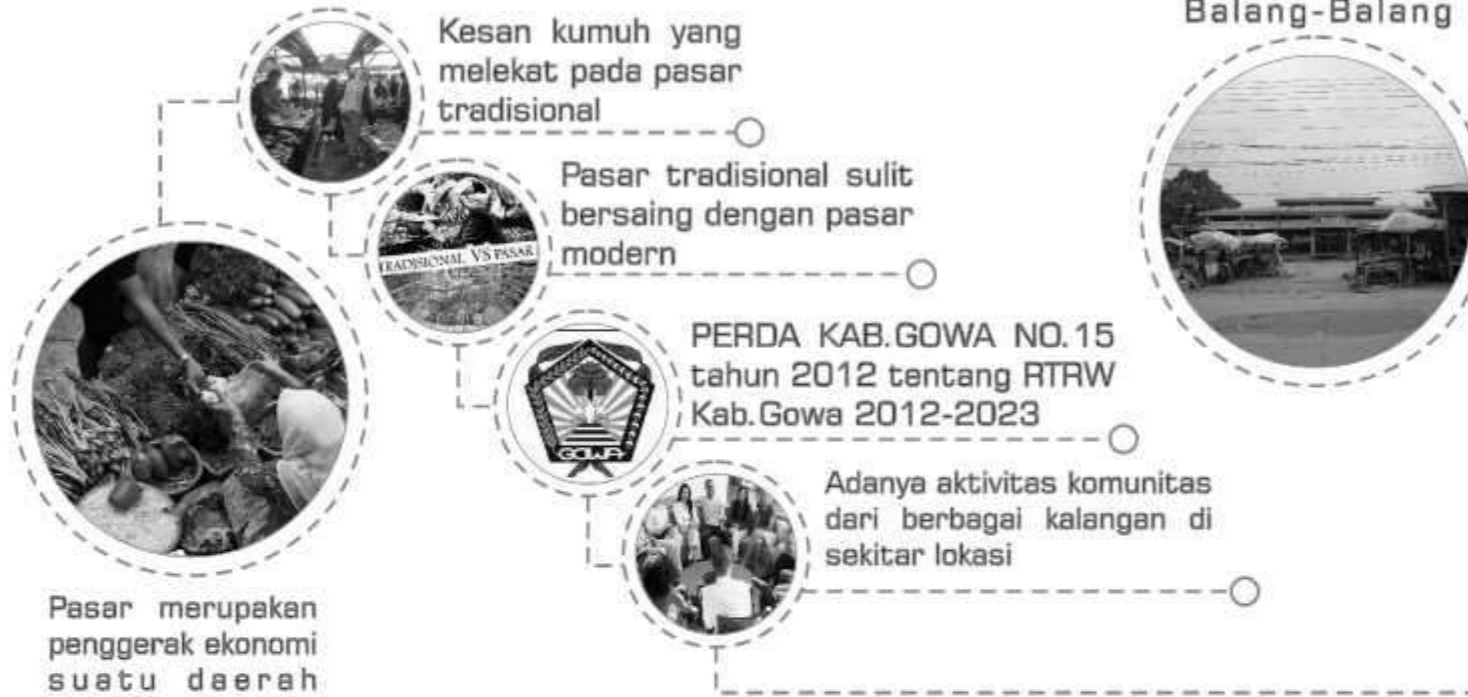 Kesan kumuh yang
melekat pada pasar
tradisional
Balang-Balang
Pasar tradisional sulit
bersaing dengan pasar
modern
TRADISIONAL VS PASAR
PERDA KAB.GOWA NO.15
tahun 2012 tentang RTRW
Kab.Gowa 2012-2023
GOWA
Adanya aktivitas komunitas
dari berbagai kalangan di
sekitar lokasi
Pasar merupakan
penggerak ekonomi
suatu daerah